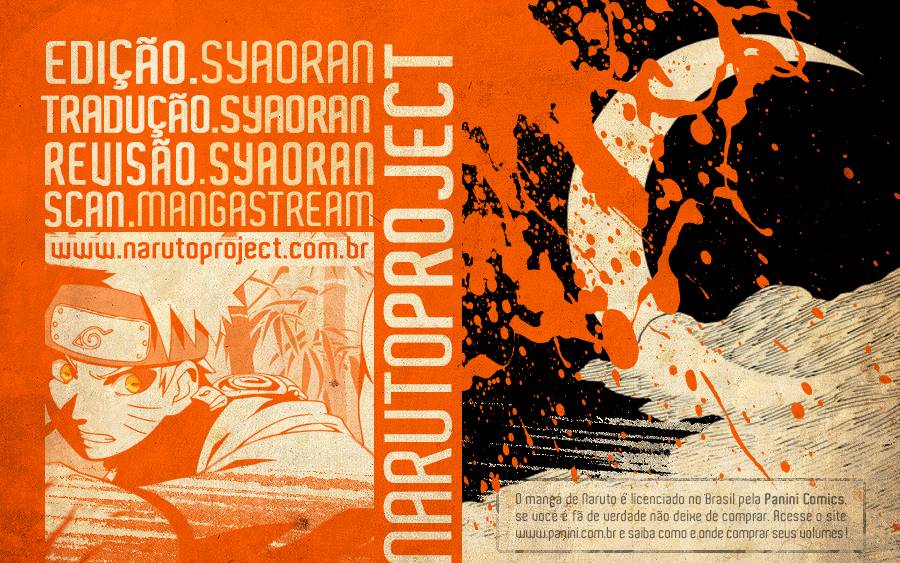 EDIÇÃO.SYAORAN
TRADUÇÃO.SYAORAN
REVISÃO.SYAORAN
SCAN.MANGASTREAM
www.narutoproject.com.br
NARUTOPROJECT
O mangá de Naruto é licenciado no Brasil pela Panini Comics,
se você é fã de verdade não deixe de comprar. Acesse o site
www.panini.com.br e saiba como e onde comprar seus volumes!